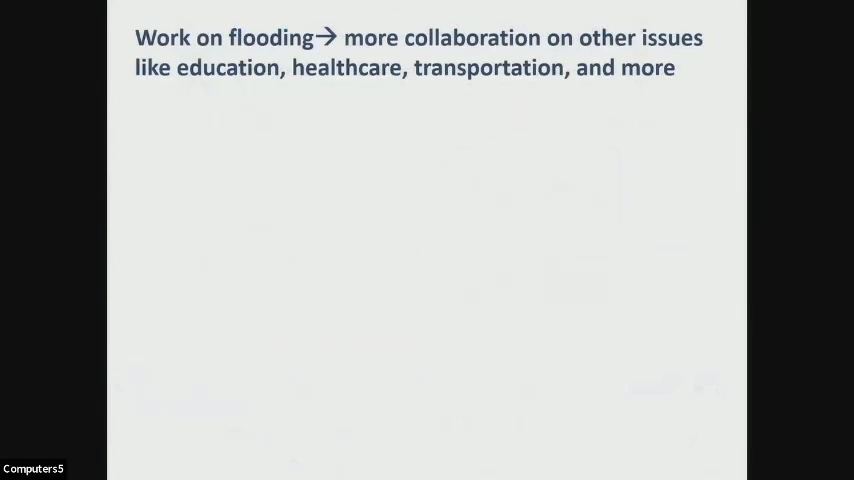 Work on flooding→ more collaboration on other issues
like education, healthcare, transportation, and more
Computers5